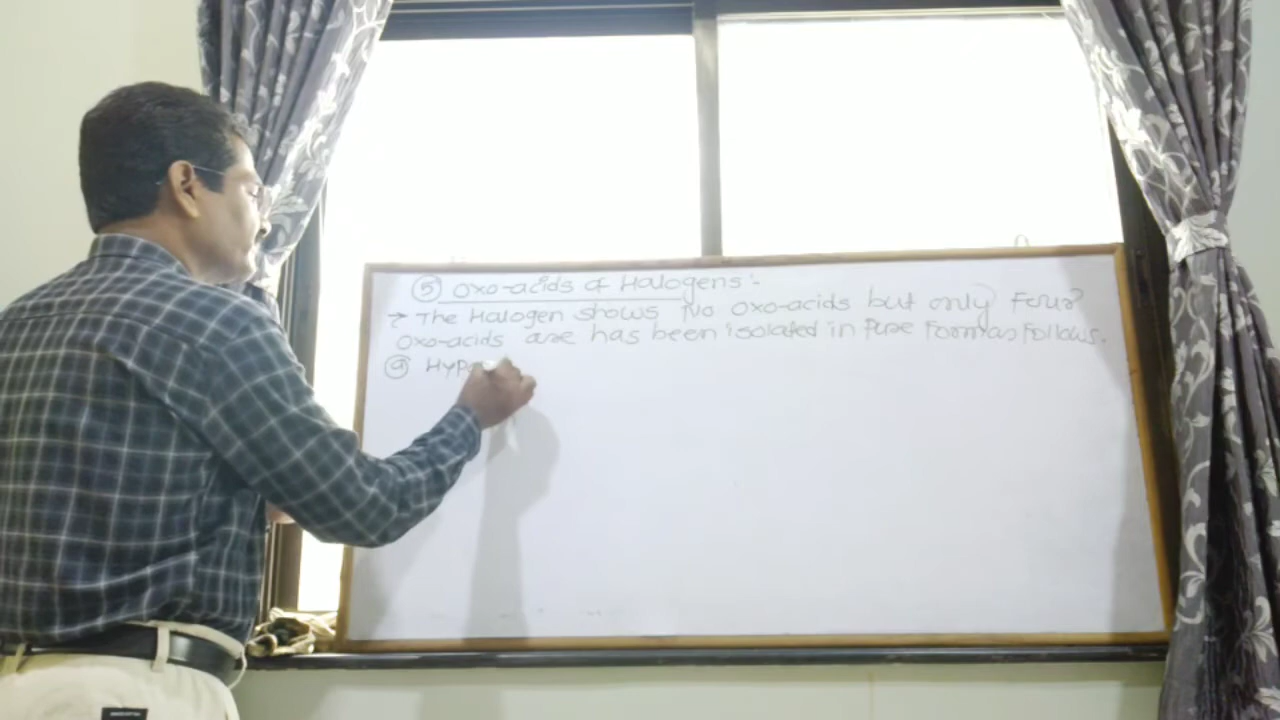 ⑤ Oxo-acids of Halogens :-
→ The Halogen shows No oxo-acids but only Four
oxo-acids are has been isolated in Pure Form as Follows.
ⓐ Hypo